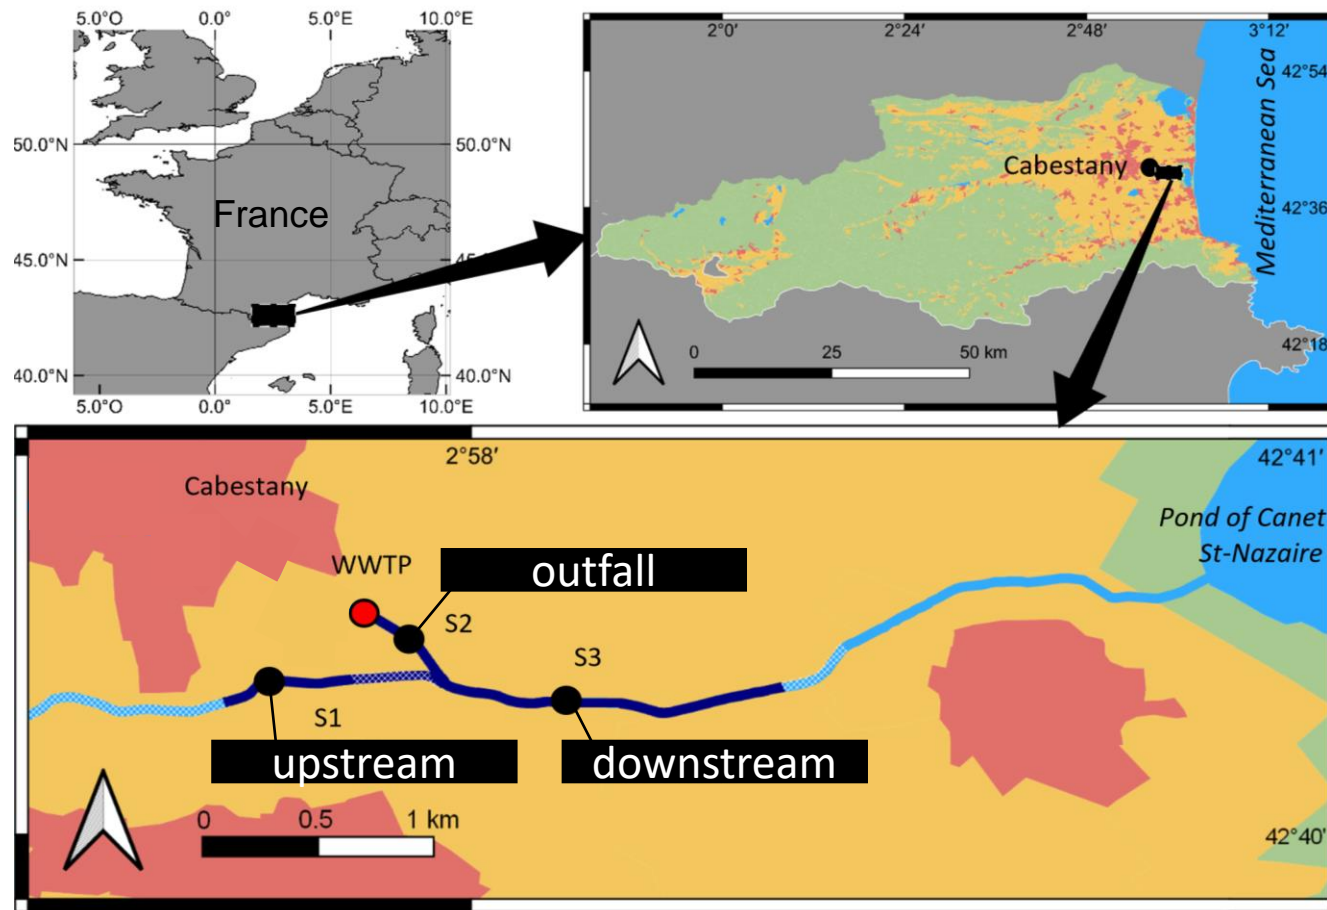 5.0°O 0.0° 5.0°E 10.0°E
50.0°N 50.0°N
France
45.0°N 45.0
40.0°N 40.0°N
5.0°O 0.0° 5.0°E 10.0°E
2°0′ 2°24′ 2°48′ 3°12′
42°54′
Mediterranean Sea
Cabestany
42°36′
42°18′
0 25 50 km
2°58′ 42°41′
Cabestany
Pond of Canet
St-Nazaire
WWTP
outfall
S2
S3
S1
upstream
downstream
0 0.5 1 km
42°40′